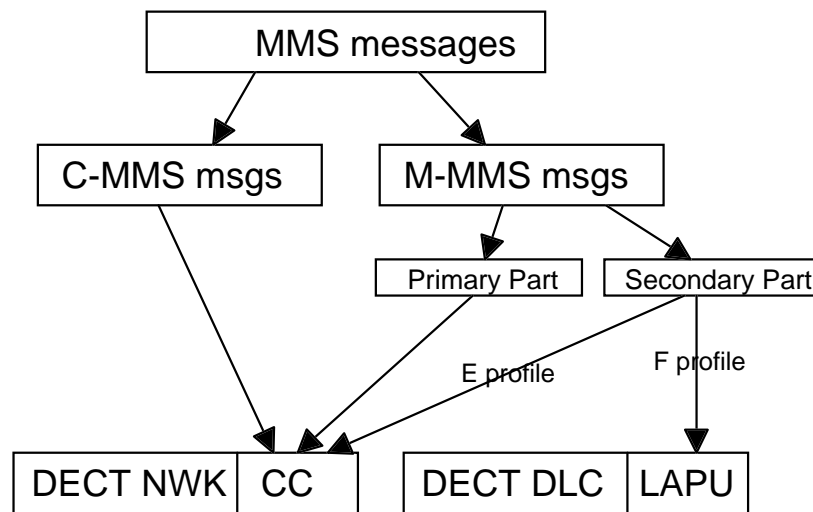 MMS messages
C-MMS msgs
M-MMS msgs
Primary Part
Secondary Part
E profile
F profile
DECT NWK
CC
DECT DLC
LAPU